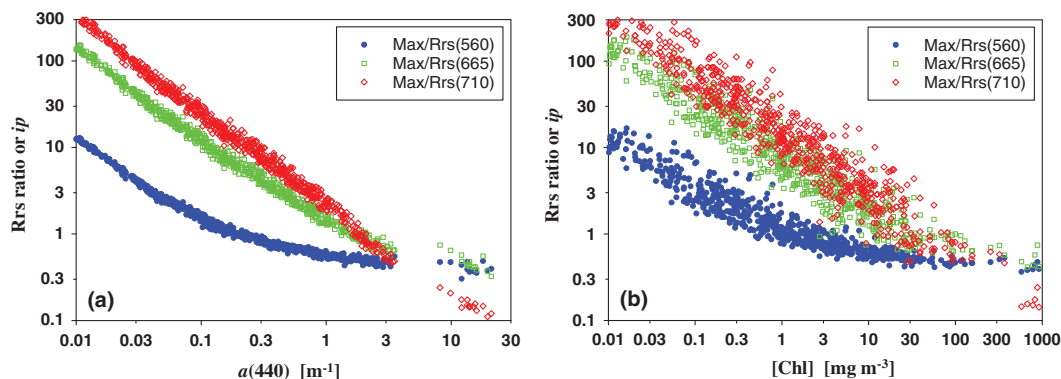 Rrs ratio or ip
300
100
30
10
3
1
0.3
0.1
Max/Rrs(560)
Max/Rrs(665)
Max/Rrs(710)
(a)
0.01 0.03 0.1 0.3 1 3 10 30
a(440) [m-1]
Rrs ratio or ip
300
100
30
10
3
1
0.3
0.1
Max/Rrs(560)
Max/Rrs(665)
Max/Rrs(710)
(b)
0.01 0.03 0.1 0.3 1 3 10 30 100 300 1000
[Chl] [mg m-3]